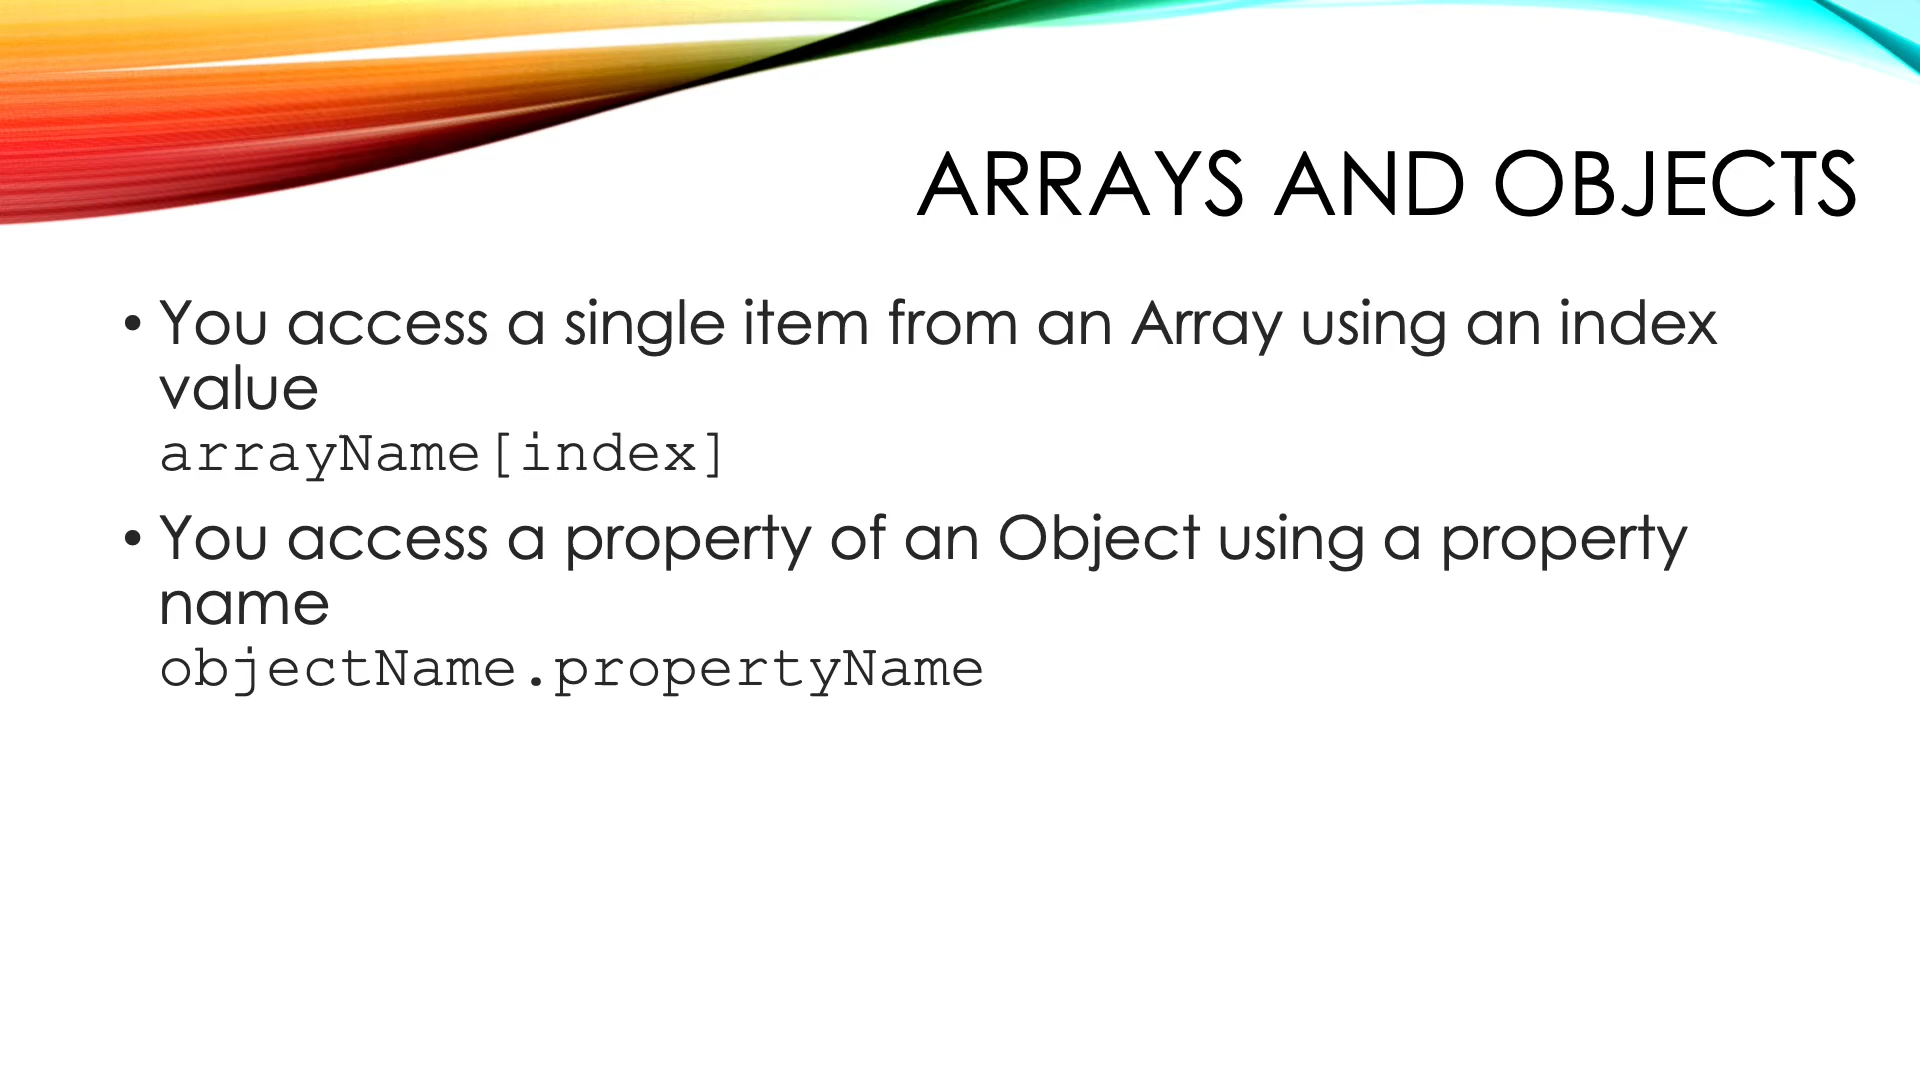 ARRAYS AND OBJECTS
• You access a single item from an Array using an index
value
arrayName[index]
• You access a property of an Object using a property
name
objectName.propertyName